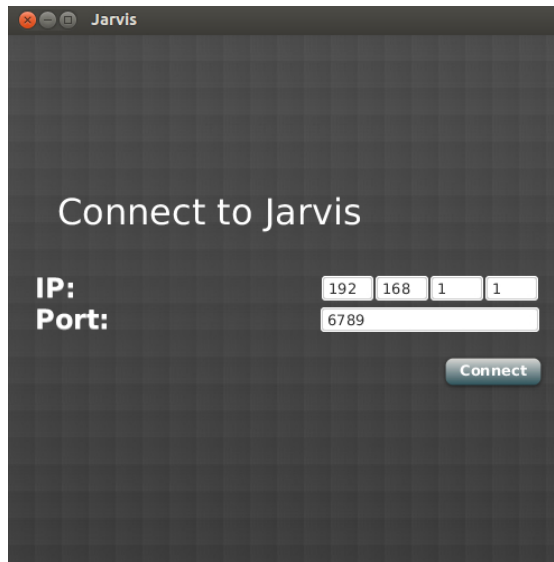 Jarvis
Connect to Jarvis
IP: 192 168 1 1
Port: 6789
Connect